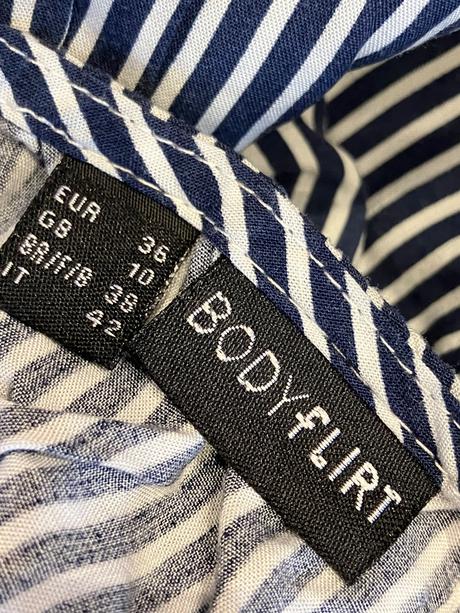 EUR 36
GB 10
BR/F/B 38
IT 42
BODYfLIRT